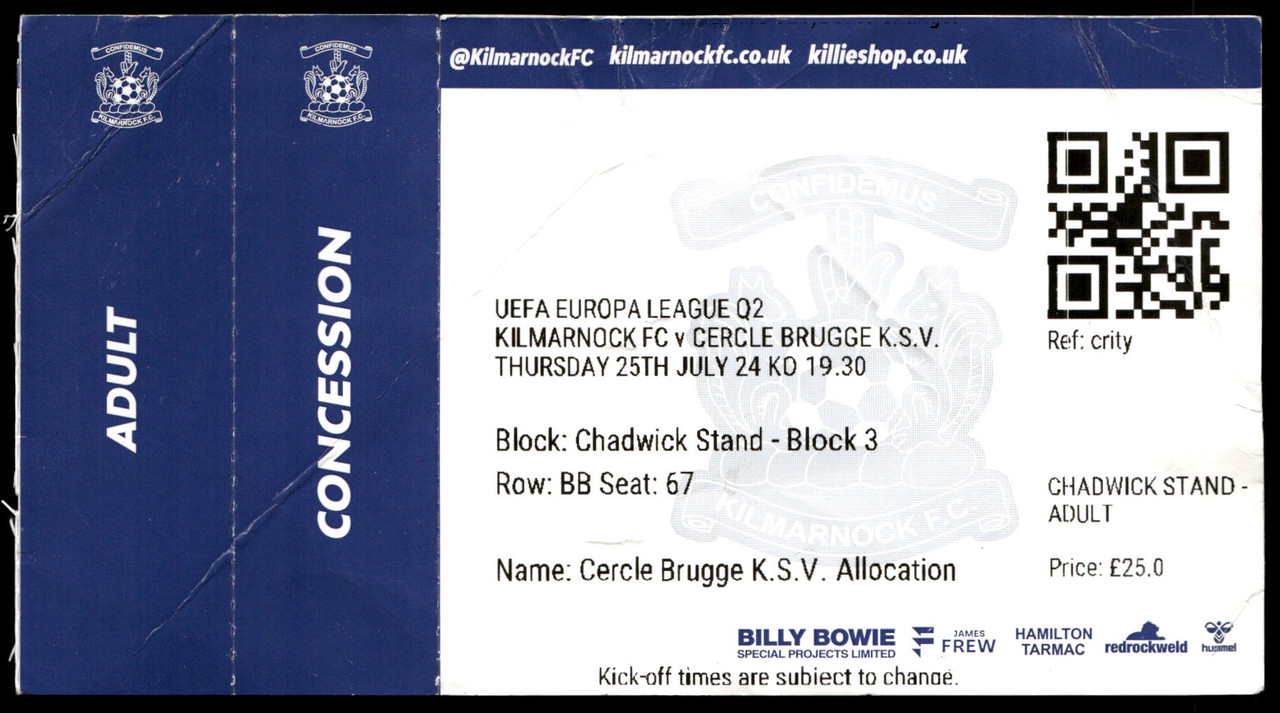 CONFIDEMUS
KILMARNOCK F.C.
ADULT
CONFIDEMUS
KILMARNOCK F.C.
CONCESSION
@KilmarnockFC kilmarnockfc.co.uk killieshop.co.uk
CONFIDEMUS
UEFA EUROPA LEAGUE Q2
KILMARNOCK FC v CERCLE BRUGGE K.S.V.
THURSDAY 25TH JULY 24 KO 19.30
Block: Chadwick Stand - Block 3
Row: BB Seat: 67
KILMARNOCK F.C.
Name: Cercle Brugge K.S.V. Allocation
Ref: crity
CHADWICK STAND -
ADULT
Price: £25.0
BILLY BOWIE
SPECIAL PROJECTS LIMITED
JAMES
FREW
HAMILTON
TARMAC
redrockweld
hummel
Kick-off times are subject to change.